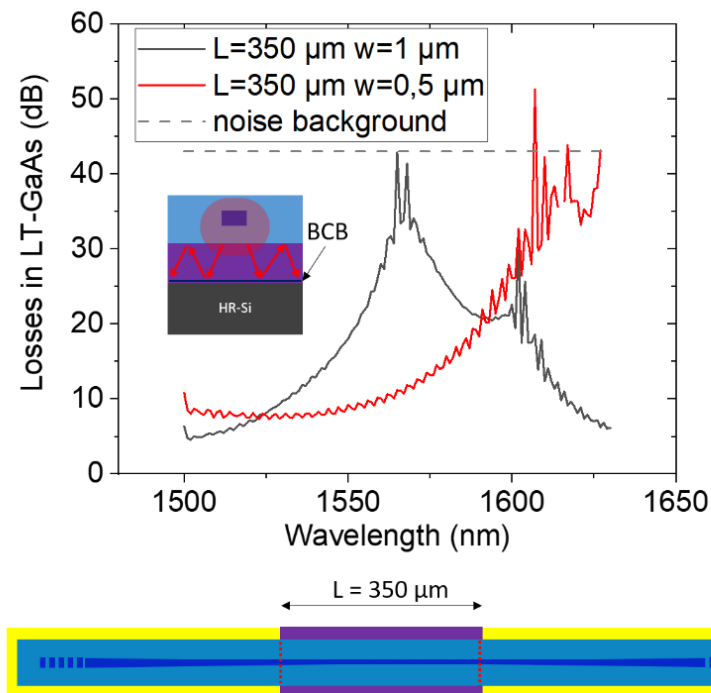 60
50
40
30
20
10
0
Losses in LT-GaAs (dB)
L=350 µm w=1 µm
L=350 µm w=0,5 µm
noise background
BCB
HR-Si
1500 1550 1600 1650
Wavelength (nm)
L = 350 µm